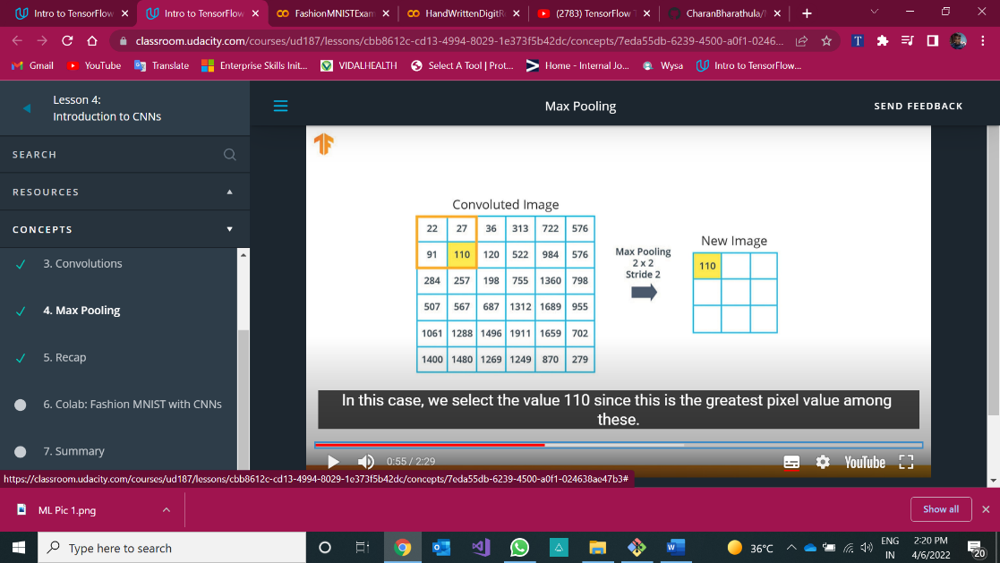 Intro to TensorFlow
Intro to TensorFlow
FashionMNISTExam
HandWrittenDigitR
(2783) TensorFlow T
CharanBharathula/
classroom.udacity.com/courses/ud187/lessons/cbb8612c-cd13-4994-8029-1e373f5b42dc/concepts/7eda55db-6239-4500-a0f1-0246...
Gmail
YouTube
Translate
Enterprise Skills Init...
VIDALHEALTH
Select A Tool | Prot...
Home - Internal Jo...
Wysa
Intro to TensorFlow...
Lesson 4:
Introduction to CNNs
Max Pooling
SEND FEEDBACK
SEARCH
RESOURCES
CONCEPTS
3. Convolutions
4. Max Pooling
5. Recap
6. Colab: Fashion MNIST with CNNs
7. Summary
Convoluted Image
22 27 36 313 722 576
91 110 120 522 984 576
284 257 198 755 1360 798
507 567 687 1312 1689 955
1061 1288 1496 1911 1659 702
1400 1480 1269 1249 870 279
Max Pooling
2 x 2
Stride 2
New Image
110
In this case, we select the value 110 since this is the greatest pixel value among
these.
0:55 / 2:29
YouTube
https://classroom.udacity.com/courses/ud187/lessons/cbb8612c-cd13-4994-8029-1e373f5b42dc/concepts/7eda55db-6239-4500-a0f1-024638ae47b3#
ML Pic 1.png
Show all
Type here to search
36°C
ENG
IN
2:20 PM
4/6/2022
20